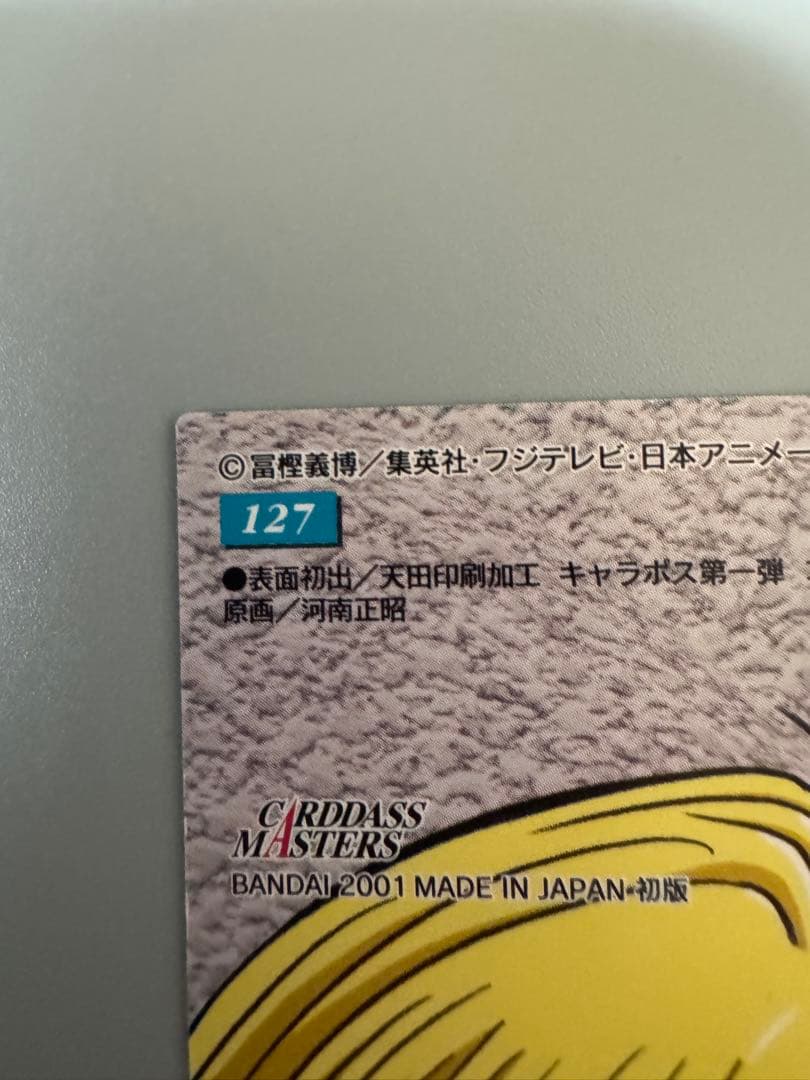 ©冨樫義博／集英社・フジテレビ・日本アニメー
127
●表面初出／天田印刷加工 キャラポス第一弾
原画／河南正昭
CARDDASS
MASTERS
BANDAI 2001 MADE IN JAPAN・初版